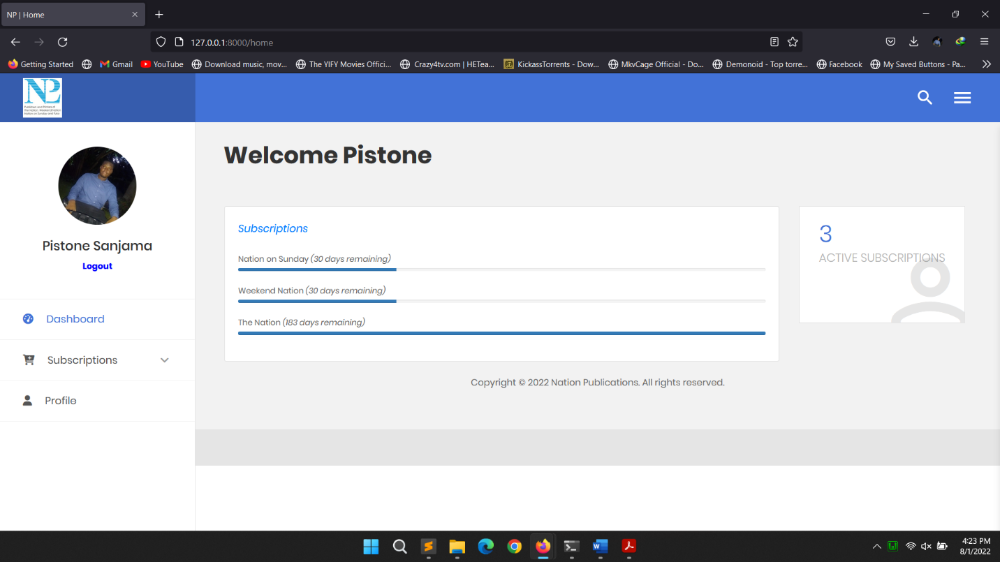 NP | Home
127.0.0.1:8000/home
Getting Started
Gmail
YouTube
Download music, mov...
The YIFY Movies Offici...
Crazy4tv.com | HETea...
KickassTorrents - Dow...
MkvCage Official - Do...
Demonoid - Top torre...
Facebook
My Saved Buttons - Pa...
NPL
Publishers and Printers of
the Nation, Weekend Nation
Nation on Sunday and Fuko
Welcome Pistone
Pistone Sanjama
Logout
Dashboard
Subscriptions
Profile
Subscriptions
Nation on Sunday (30 days remaining)
Weekend Nation (30 days remaining)
The Nation (183 days remaining)
3
ACTIVE SUBSCRIPTIONS
Copyright © 2022 Nation Publications. All rights reserved.
4:23 PM
8/1/2022